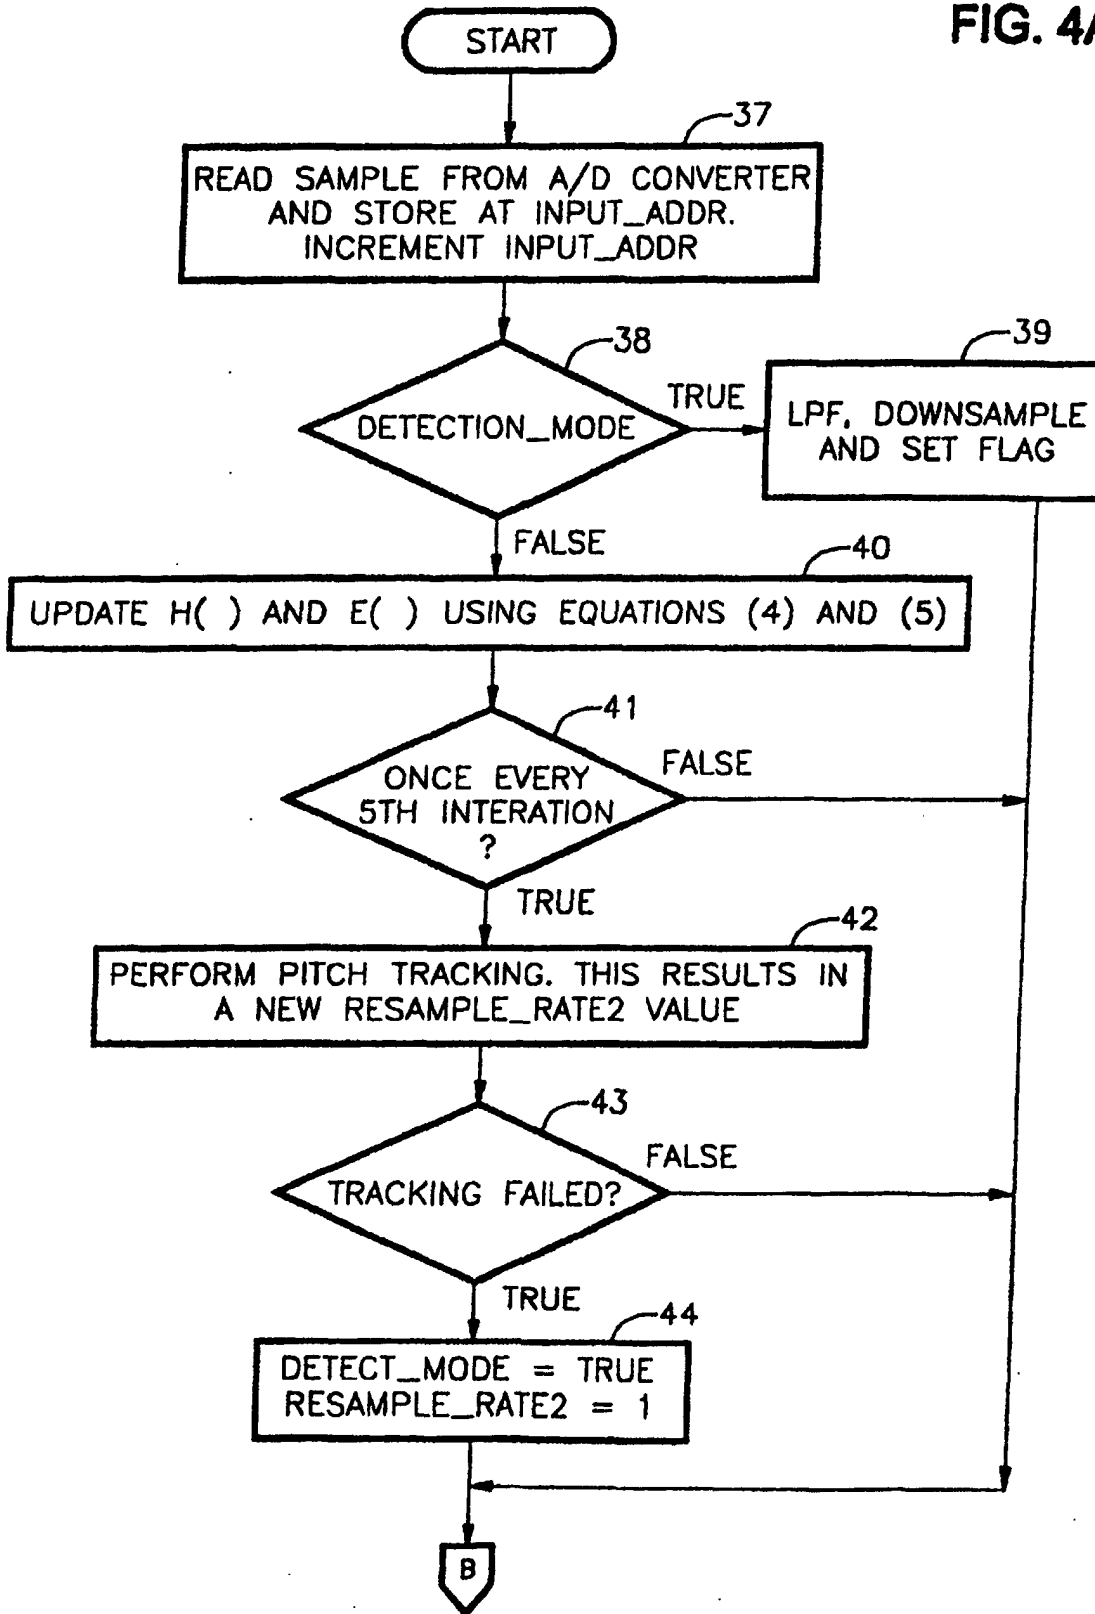 FIG. 4A
START
37
READ SAMPLE FROM A/D CONVERTER
AND STORE AT INPUT_ADDR.
INCREMENT INPUT_ADDR
38
DETECTION_MODE
TRUE
39
LPF, DOWNSAMPLE
AND SET FLAG
FALSE
40
UPDATE H( ) AND E( ) USING EQUATIONS (4) AND (5)
41
ONCE EVERY
5TH INTERATION
?
FALSE
TRUE
42
PERFORM PITCH TRACKING. THIS RESULTS IN
A NEW RESAMPLE_RATE2 VALUE
43
TRACKING FAILED?
FALSE
TRUE
44
DETECT_MODE = TRUE
RESAMPLE_RATE2 = 1
B